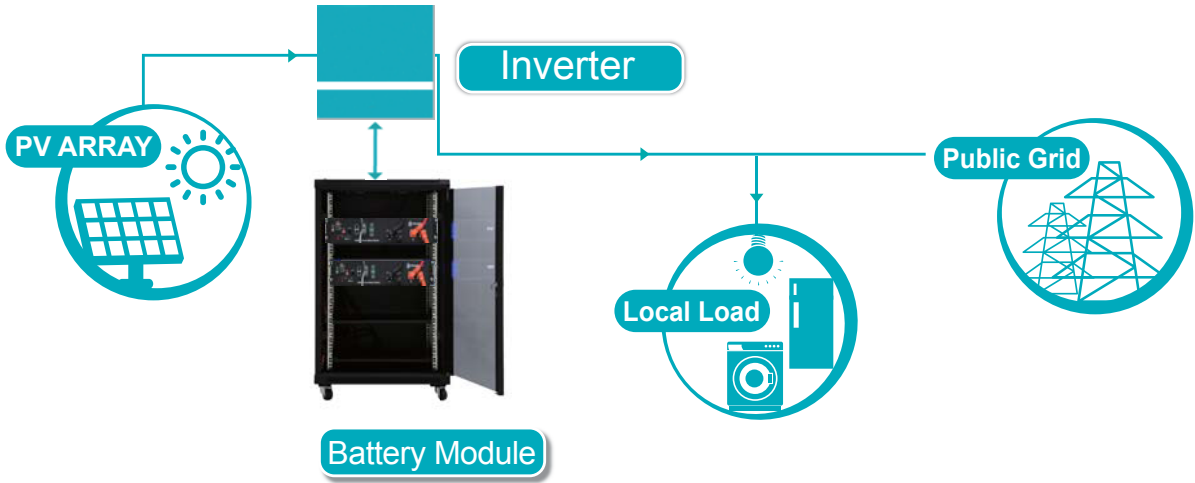 Inverter
PV ARRAY
Public Grid
Local Load
Battery Module